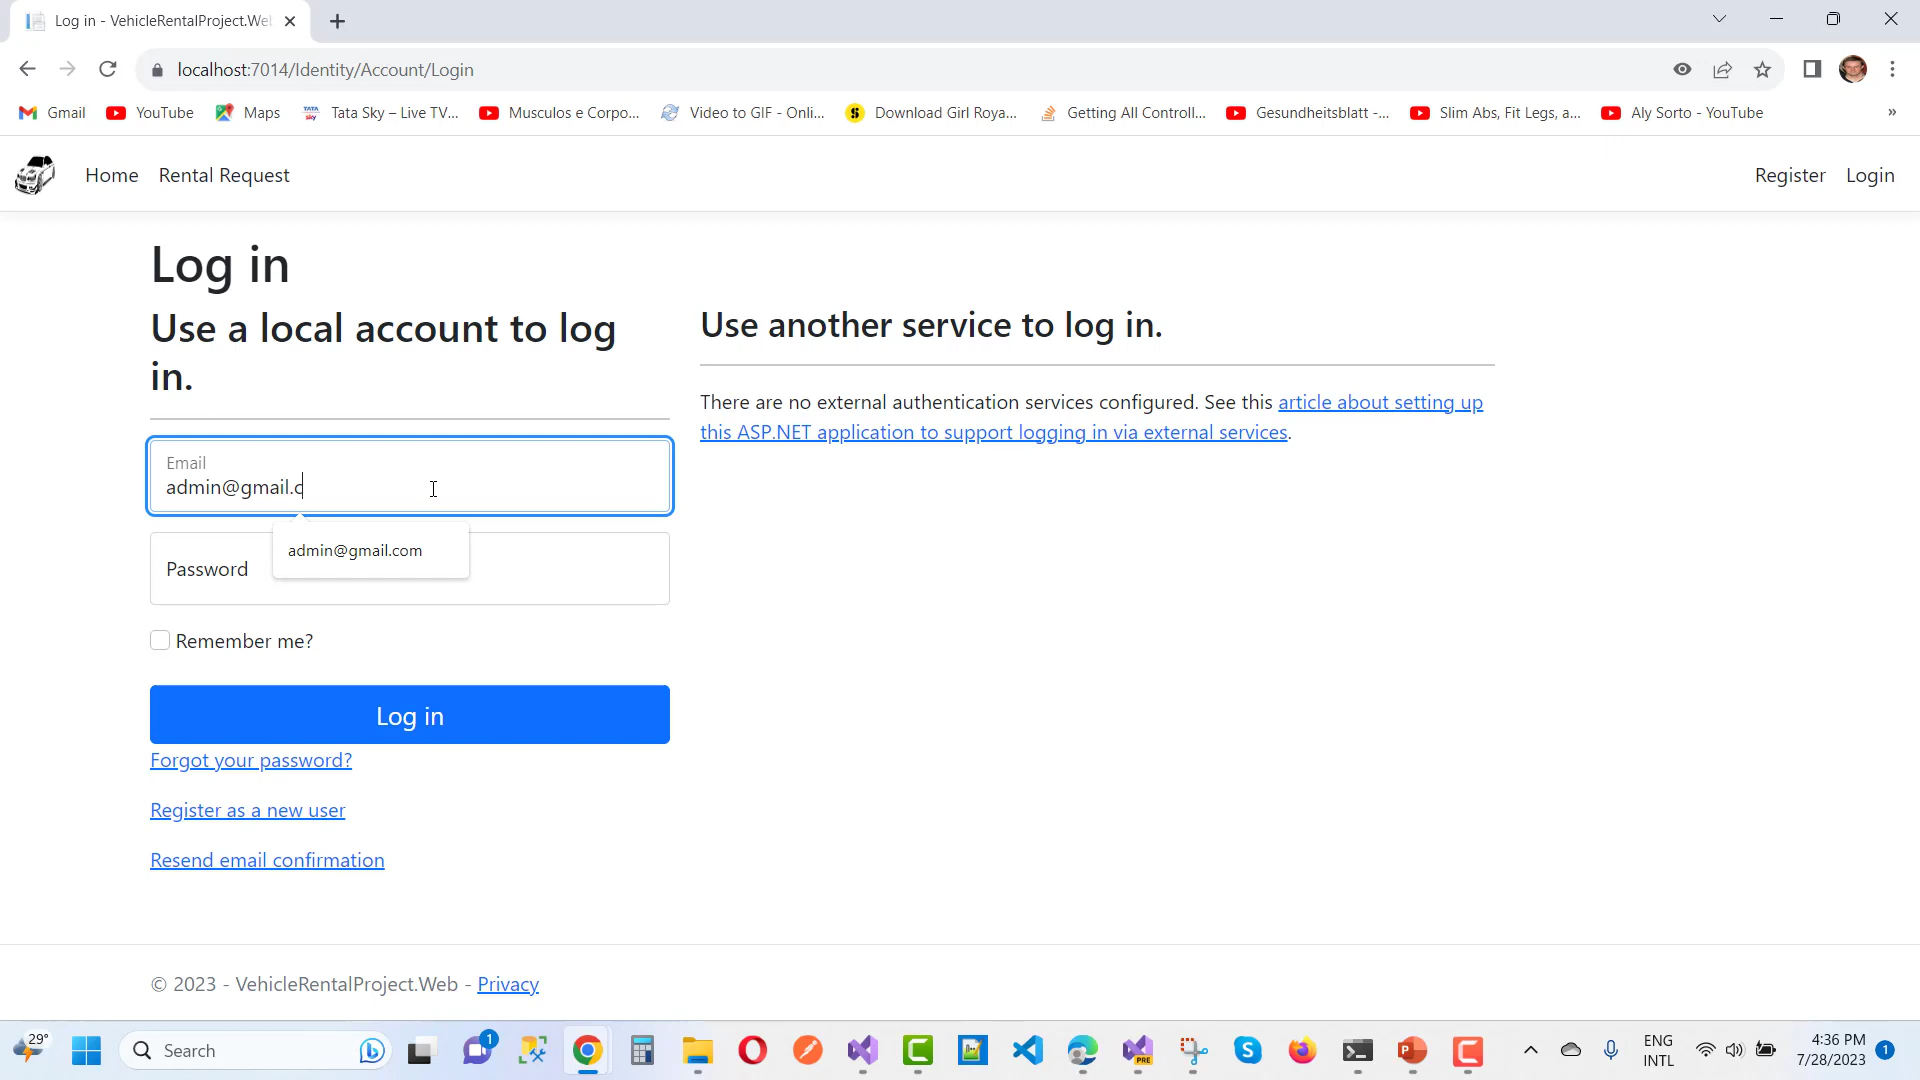 Log in - VehicleRentalProject.We
localhost:7014/Identity/Account/Login
Gmail YouTube Maps Tata Sky – Live TV... Musculos e Corpo... Video to GIF - Onli... Download Girl Roya... Getting All Controll... Gesundheitsblatt -... Slim Abs, Fit Legs, a... Aly Sorto - YouTube »
Home Rental Request Register Login
Log in
Use a local account to log
in.
Use another service to log in.
There are no external authentication services configured. See this article about setting up
this ASP.NET application to support logging in via external services.
Email
admin@gmail.c
admin@gmail.com
Password
Remember me?
Log in
Forgot your password?
Register as a new user
Resend email confirmation
© 2023 - VehicleRentalProject.Web - Privacy
29°
Search
1
PRE
ENG
INTL
4:36 PM
7/28/2023
1